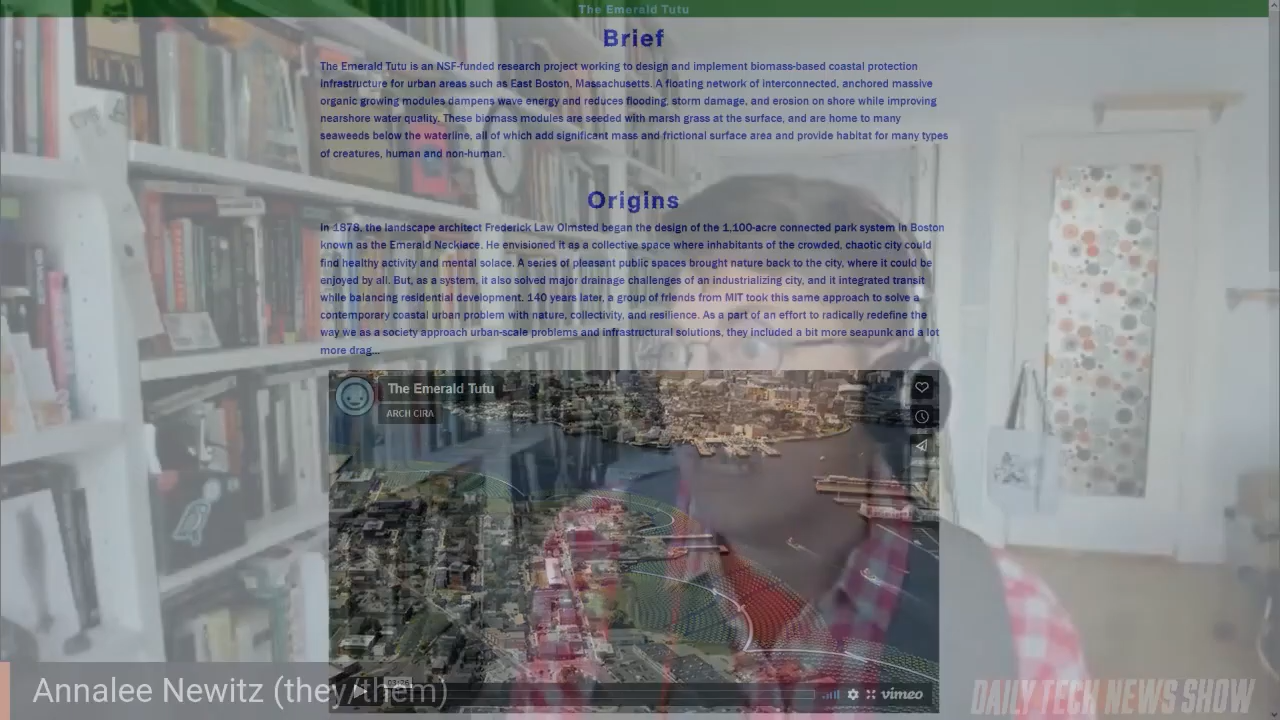 The Emerald Tutu
Brief
The Emerald Tutu is an NSF-funded research project working to design and implement biomass-based coastal protection
infrastructure for urban areas such as East Boston, Massachusetts. A floating network of interconnected, anchored massive
organic growing modules dampens wave energy and reduces flooding, storm damage, and erosion on shore while improving
nearshore water quality. These biomass modules are seeded with marsh grass at the surface, and are home to many
seaweeds below the waterline, all of which add significant mass and frictional surface area and provide habitat for many types
of creatures, human and non-human.
Origins
In 1878, the landscape architect Frederick Law Olmsted began the design of the 1,100-acre connected park system in Boston
known as the Emerald Necklace. He envisioned it as a collective space where inhabitants of the crowded, chaotic city could
find healthy activity and mental solace. A series of pleasant public spaces brought nature back to the city, where it could be
enjoyed by all. But, as a system, it also solved major drainage challenges of an industrializing city, and it integrated transit
while balancing residential development. 140 years later, a group of friends from MIT took this same approach to solve a
contemporary coastal urban problem with nature, collectivity, and resilience. As a part of an effort to radically redefine the
way we as a society approach urban-scale problems and infrastructural solutions, they included a bit more seapunk and a lot
more drag...
The Emerald Tutu
ARCH CIRA
03:26
vimeo
Annalee Newitz (they/them)
DAILY TECH NEWS SHOW